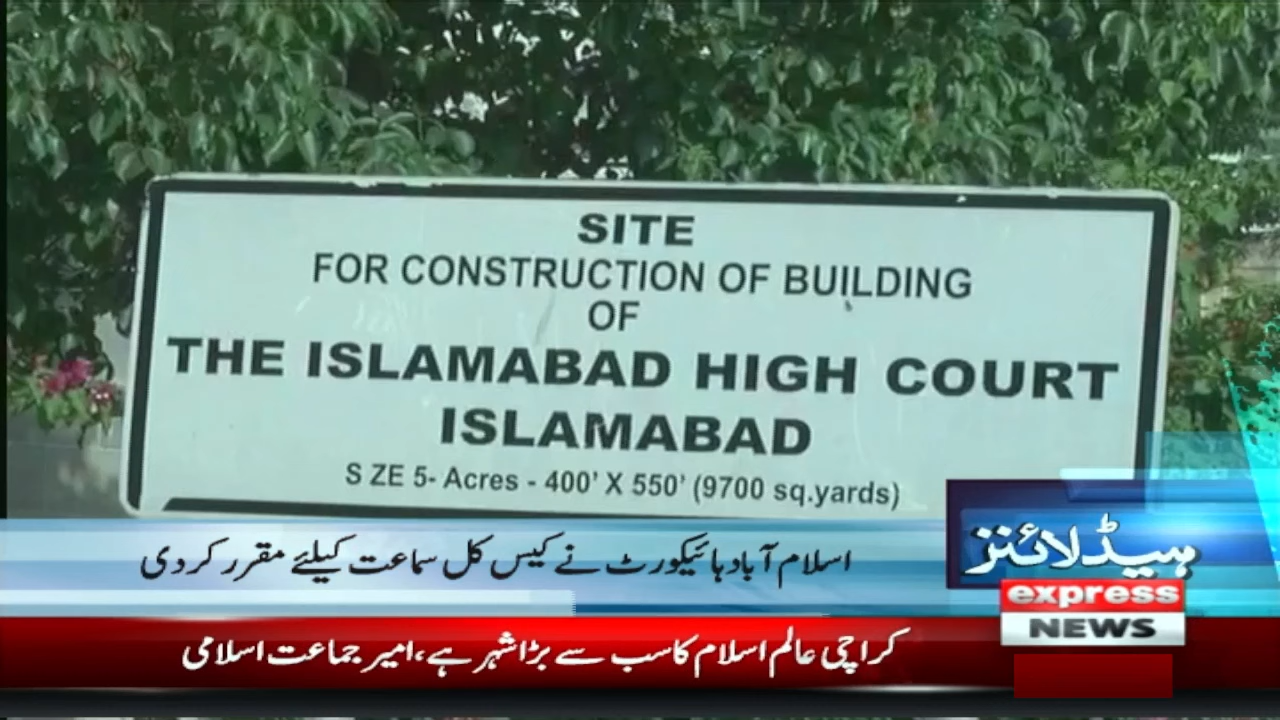 SITE
FOR CONSTRUCTION OF BUILDING
OF
THE ISLAMABAD HIGH COURT
ISLAMABAD
S ZE 5- Acres - 400' X 550' (9700 sq.yards)
ہیڈلائنز
اسلام آباد ہائیکورٹ نے کیس کل سماعت کیلئے مقرر کر دی
express
NEWS
کراچی عالم اسلام کا سب سے بڑا شہر ہے، امیر جماعت اسلامی